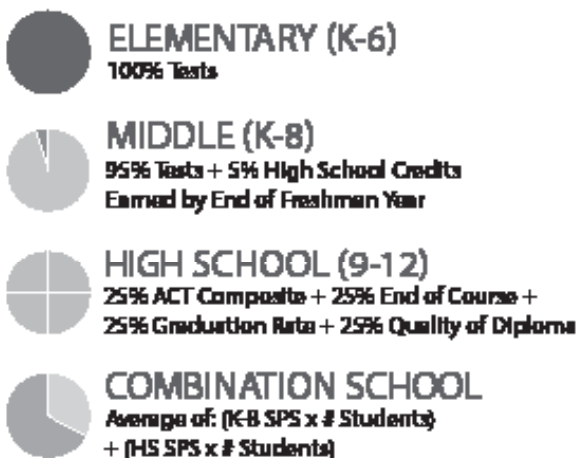 ELEMENTARY (K-6)
100% Tests
MIDDLE (K-8)
95% Tests + 5% High School Credits
Earned by End of Freshman Year
HIGH SCHOOL (9-12)
25% ACT Composite + 25% End of Course +
25% Graduation Rate + 25% Quality of Diploma
COMBINATION SCHOOL
Average of: (K-8 SPS x # Students)
+ (HS SPS x # Students)